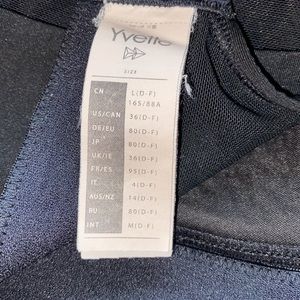 Yvette
SIZE
CN L(D-F)
165/88A
US/CAN 36(D-F)
DE/EU 80(D-F)
JP 80(D-F)
UK/IE 36(D-F)
FR/ES 95(D-F)
IT 4(D-F)
AUS/NZ 14(D-F)
RU 80(D-F)
INT M(D-F)